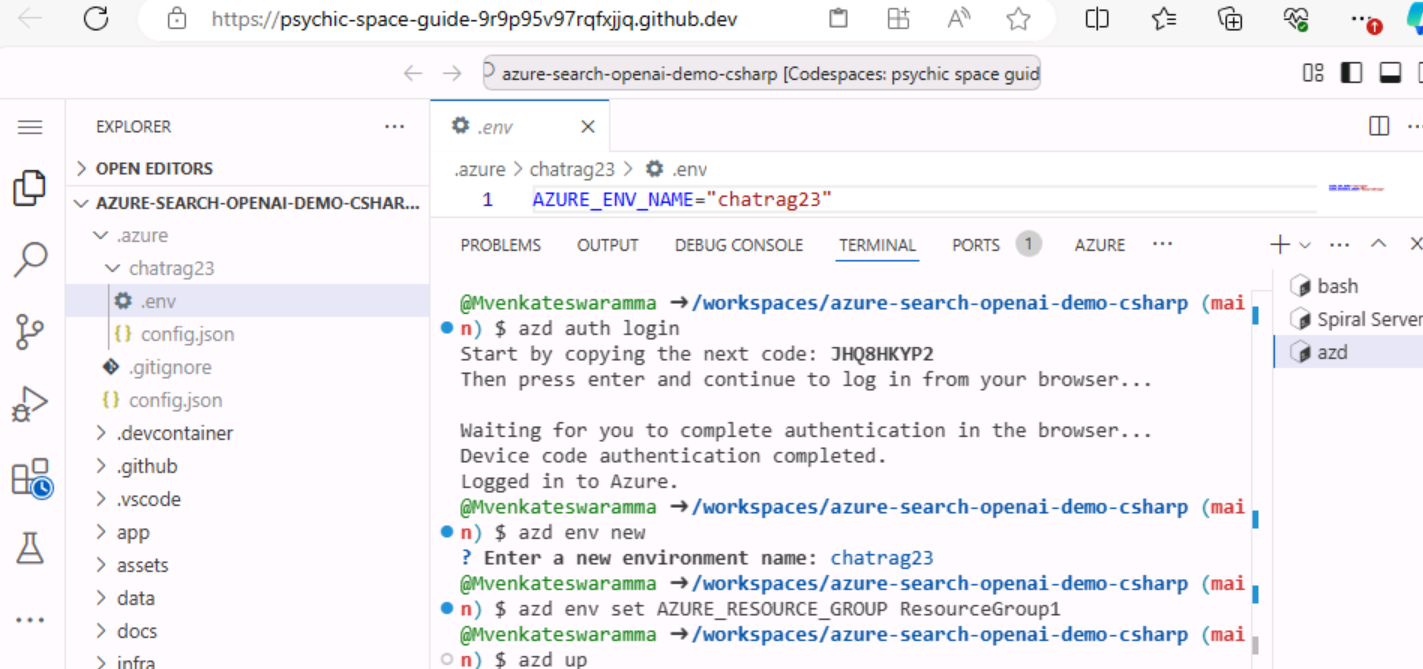 https://psychic-space-guide-9r9p95v97rqfxjjq.github.dev
azure-search-openai-demo-csharp [Codespaces: psychic space guid
EXPLORER
OPEN EDITORS
AZURE-SEARCH-OPENAI-DEMO-CSHAR...
.azure
chatrag23
.env
config.json
.gitignore
config.json
.devcontainer
.github
.vscode
app
assets
data
docs
infra
.env
.azure > chatrag23 > .env
1 AZURE_ENV_NAME="chatrag23"
PROBLEMS OUTPUT DEBUG CONSOLE TERMINAL PORTS 1 AZURE ...
@Mvenkateswaramma →/workspaces/azure-search-openai-demo-csharp (mai
n) $ azd auth login
Start by copying the next code: JHQ8HKYP2
Then press enter and continue to log in from your browser...
Waiting for you to complete authentication in the browser...
Device code authentication completed.
Logged in to Azure.
@Mvenkateswaramma →/workspaces/azure-search-openai-demo-csharp (mai
n) $ azd env new
? Enter a new environment name: chatrag23
@Mvenkateswaramma →/workspaces/azure-search-openai-demo-csharp (mai
n) $ azd env set AZURE_RESOURCE_GROUP ResourceGroup1
@Mvenkateswaramma →/workspaces/azure-search-openai-demo-csharp (mai
n) $ azd up
bash
Spiral Server
azd